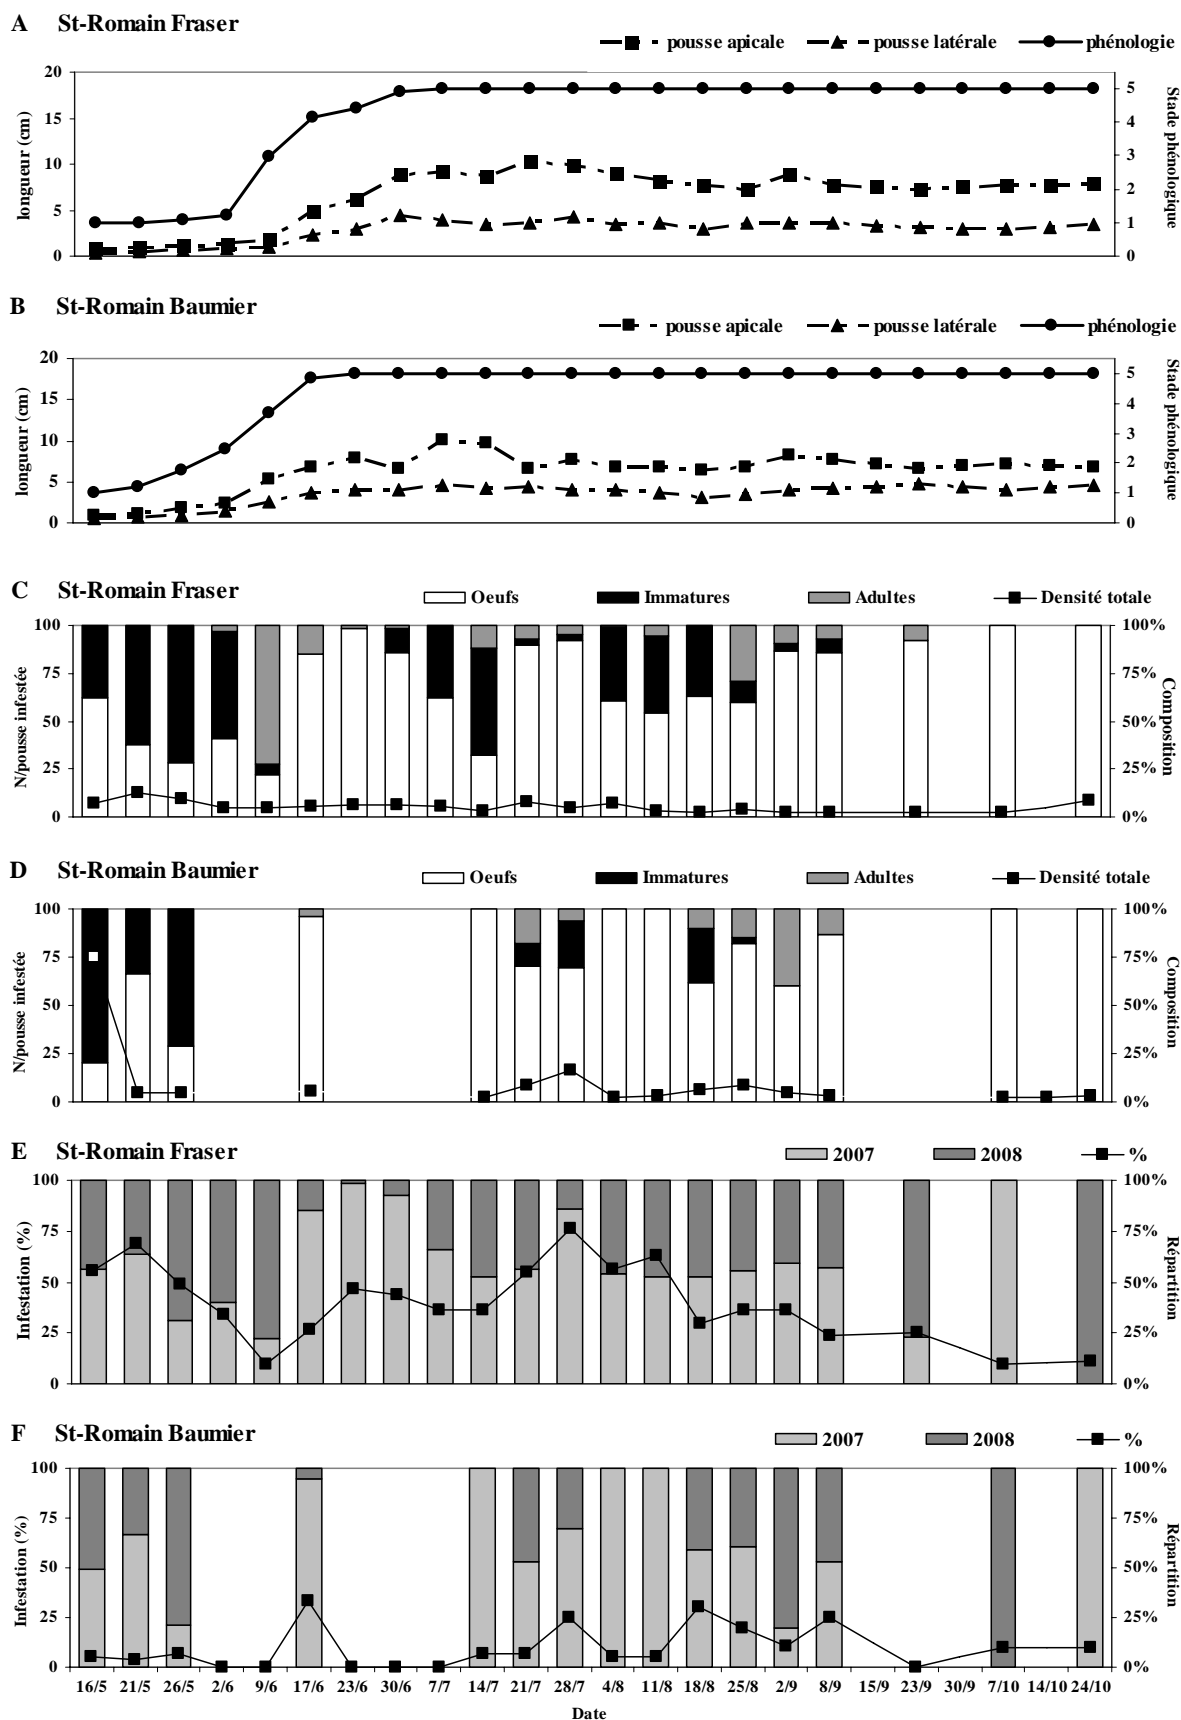 A St-Romain Fraser
pousse apicale pousse latérale phénologie
longueur (cm)
20
15
10
5
0
Stade phénologique
5
4
3
2
1
0
B St-Romain Baumier
pousse apicale pousse latérale phénologie
longueur (cm)
20
15
10
5
0
Stade phénologique
5
4
3
2
1
0
C St-Romain Fraser
Oeufs Immatures Adultes Densité totale
N/pousse infestée
100
75
50
25
0
Composition
100%
75%
50%
25%
0%
D St-Romain Baumier
Oeufs Immatures Adultes Densité totale
N/pousse infestée
100
75
50
25
0
Composition
100%
75%
50%
25%
0%
E St-Romain Fraser
2007 2008 %
Infestation (%)
100
75
50
25
0
Répartition
100%
75%
50%
25%
0%
F St-Romain Baumier
2007 2008 %
Infestation (%)
100
75
50
25
0
Répartition
100%
75%
50%
25%
0%
16/5 21/5 26/5 2/6 9/6 17/6 23/6 30/6 7/7 14/7 21/7 28/7 4/8 11/8 18/8 25/8 2/9 8/9 15/9 23/9 30/9 7/10 14/10 24/10
Date